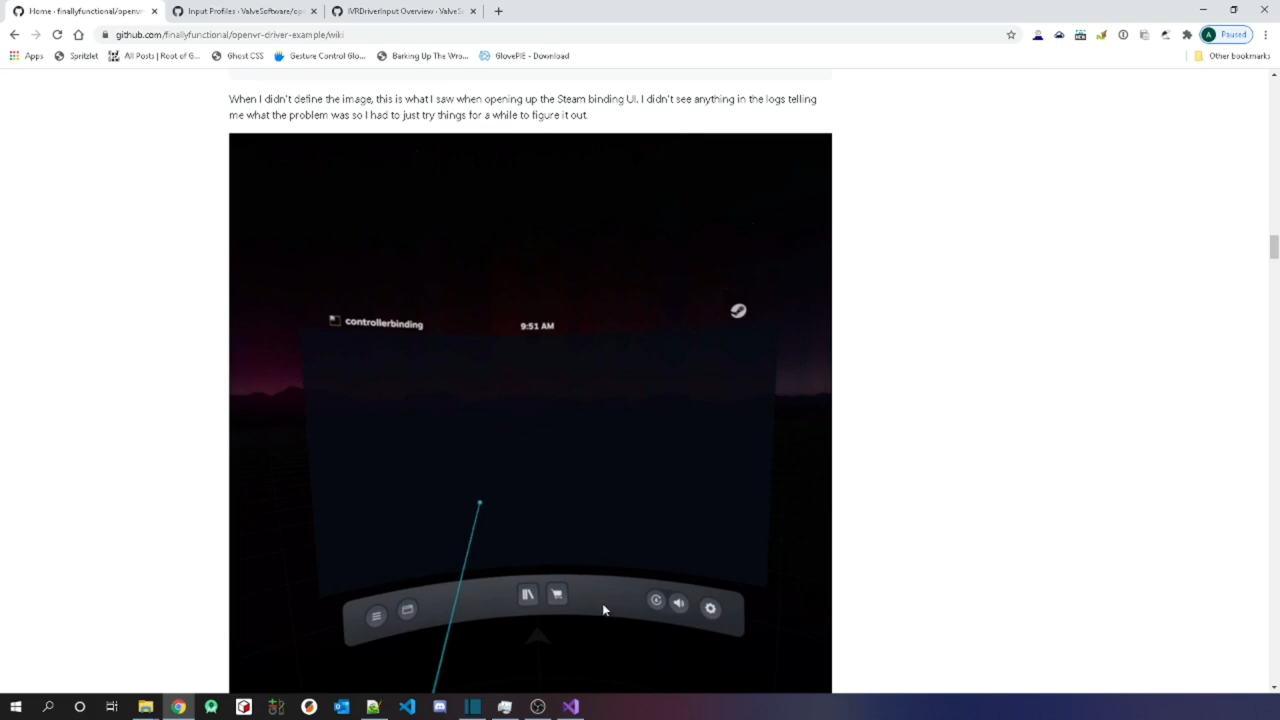 Home · finallyfunctional/openvr-
Input Profiles · ValveSoftware/ope
IVRDriverInput Overview · ValveSo
github.com/finallyfunctional/openvr-driver-example/wiki
A
Paused
Apps
Spritzlet
All Posts | Root of G...
Ghost CSS
Gesture Control Glo...
Barking Up The Wro...
GlovePIE - Download
Other bookmarks
When I didn't define the image, this is what I saw when opening up the Steam binding UI. I didn't see anything in the logs telling
me what the problem was so I had to just try things for a while to figure it out.
controllerbinding
9:51 AM